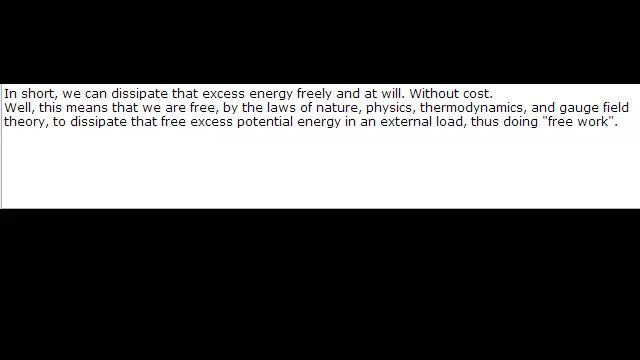 In short, we can dissipate that excess energy freely and at will. Without cost.
Well, this means that we are free, by the laws of nature, physics, thermodynamics, and gauge field
theory, to dissipate that free excess potential energy in an external load, thus doing "free work".